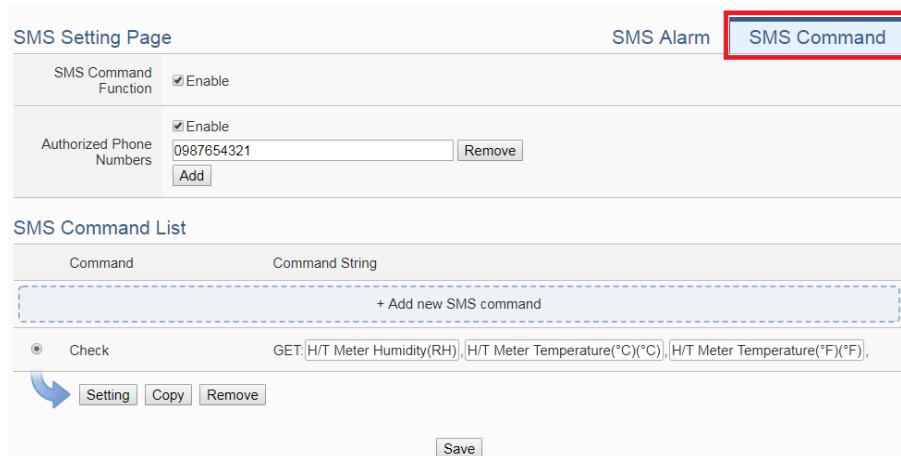 SMS Setting Page SMS Alarm SMS Command
SMS Command
Function
Enable
Authorized Phone
Numbers
Enable
0987654321 Remove
Add
SMS Command List
Command Command String
+ Add new SMS command
Check GET: H/T Meter Humidity(RH) , H/T Meter Temperature(°C)(°C) , H/T Meter Temperature(°F)(°F) ,
Setting Copy Remove
Save